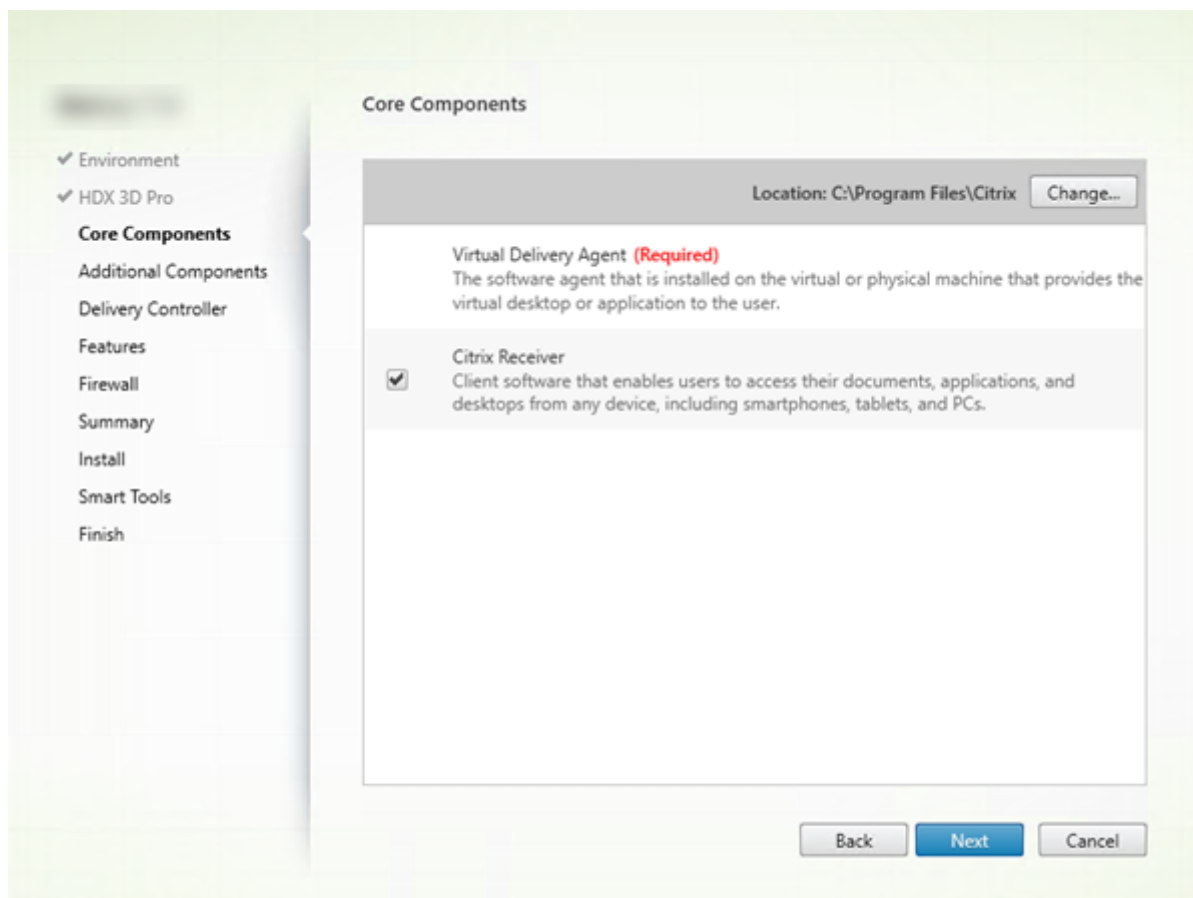 Core Components
Environment
HDX 3D Pro
Core Components
Additional Components
Delivery Controller
Features
Firewall
Summary
Install
Smart Tools
Finish
Location: C:\Program Files\Citrix
Change...
Virtual Delivery Agent (Required)
The software agent that is installed on the virtual or physical machine that provides the
virtual desktop or application to the user.
Citrix Receiver
Client software that enables users to access their documents, applications, and
desktops from any device, including smartphones, tablets, and PCs.
Back
Next
Cancel